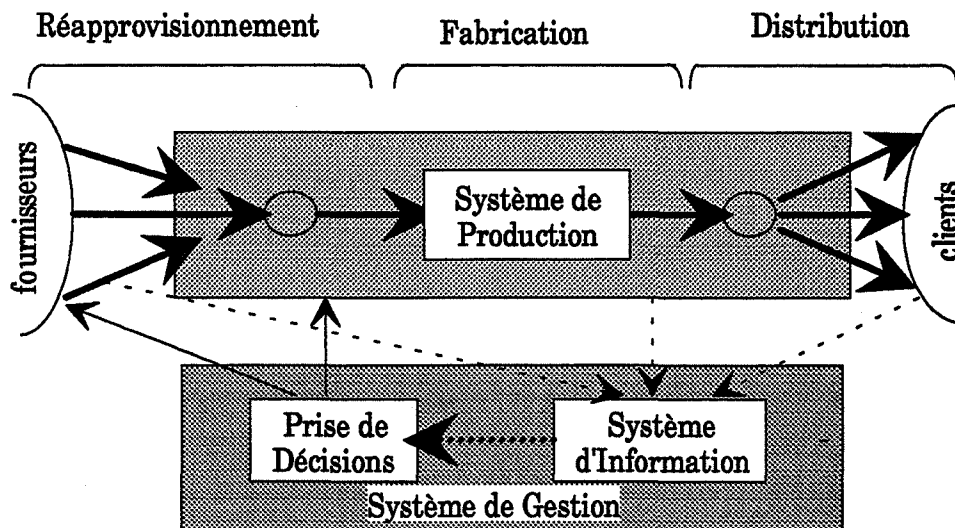 Réapprovisionnement
Fabrication
Distribution
fournisseurs
Système de
Production
clients
Prise de
Décisions
Système
d'Information
Système de Gestion